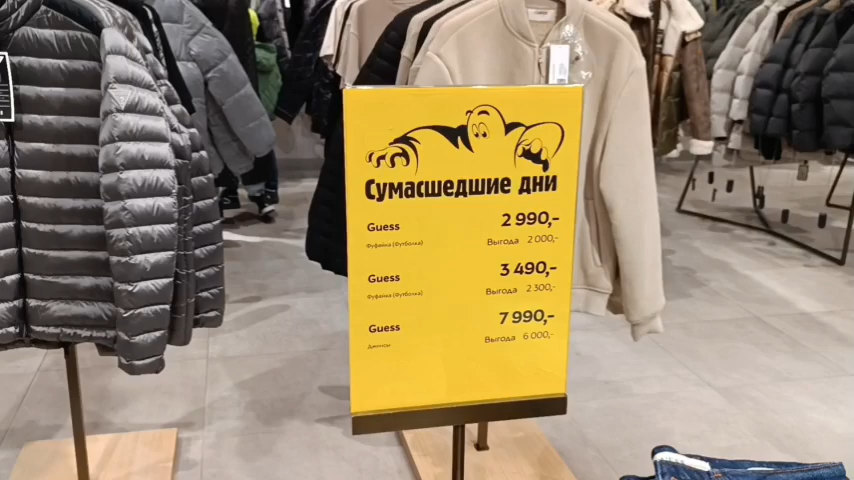 Сумасшедшие дни
Guess 2 990,-
Фуфайка (Футболка) Выгода 2 000,-
Guess 3 490,-
Фуфайка (Футболка) Выгода 2 300,-
Guess 7 990,-
Джинсы Выгода 6 000,-